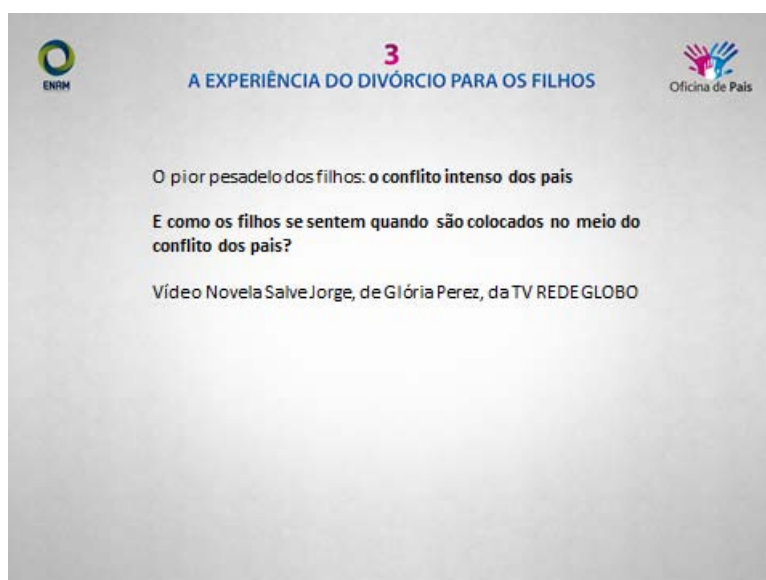 3
A EXPERIÊNCIA DO DIVÓRCIO PARA OS FILHOS
ENAM
Oficina de Pais
O pior pesadelo dos filhos: o conflito intenso dos pais
E como os filhos se sentem quando são colocados no meio do
conflito dos pais?
Vídeo Novela Salve Jorge, de Glória Perez, da TV REDE GLOBO